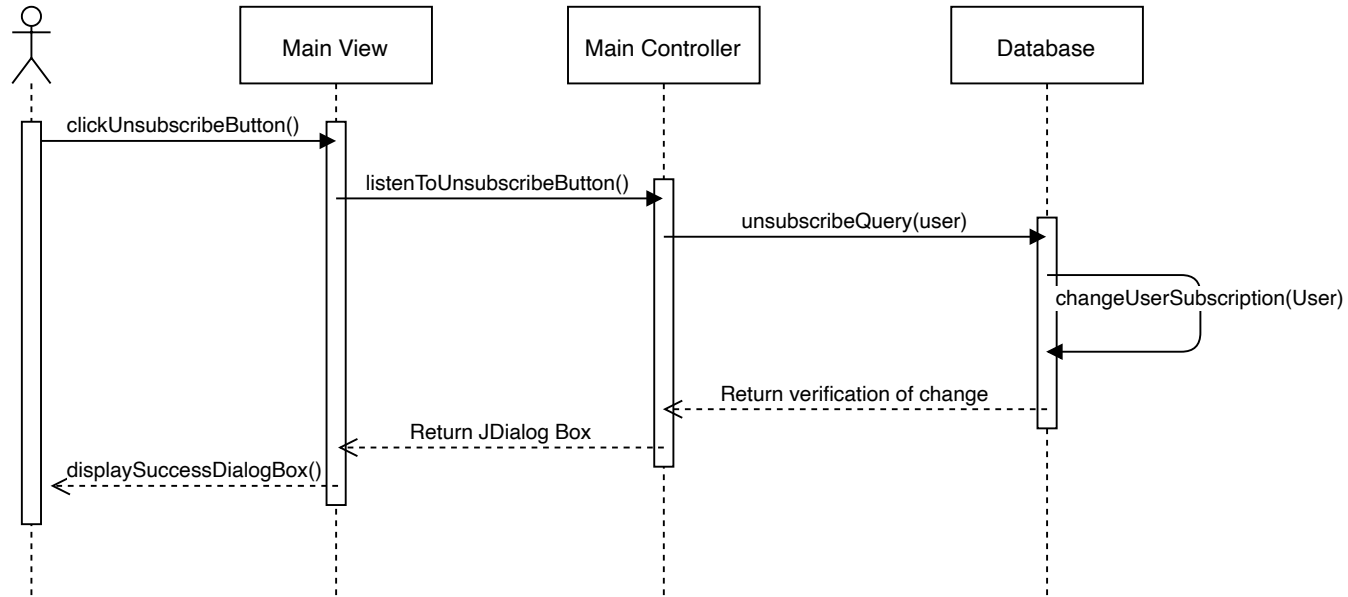 Main View
Main Controller
Database
clickUnsubscribeButton()
listenToUnsubscribeButton()
unsubscribeQuery(user)
changeUserSubscription(User)
Return verification of change
Return JDialog Box
displaySuccessDialogBox()